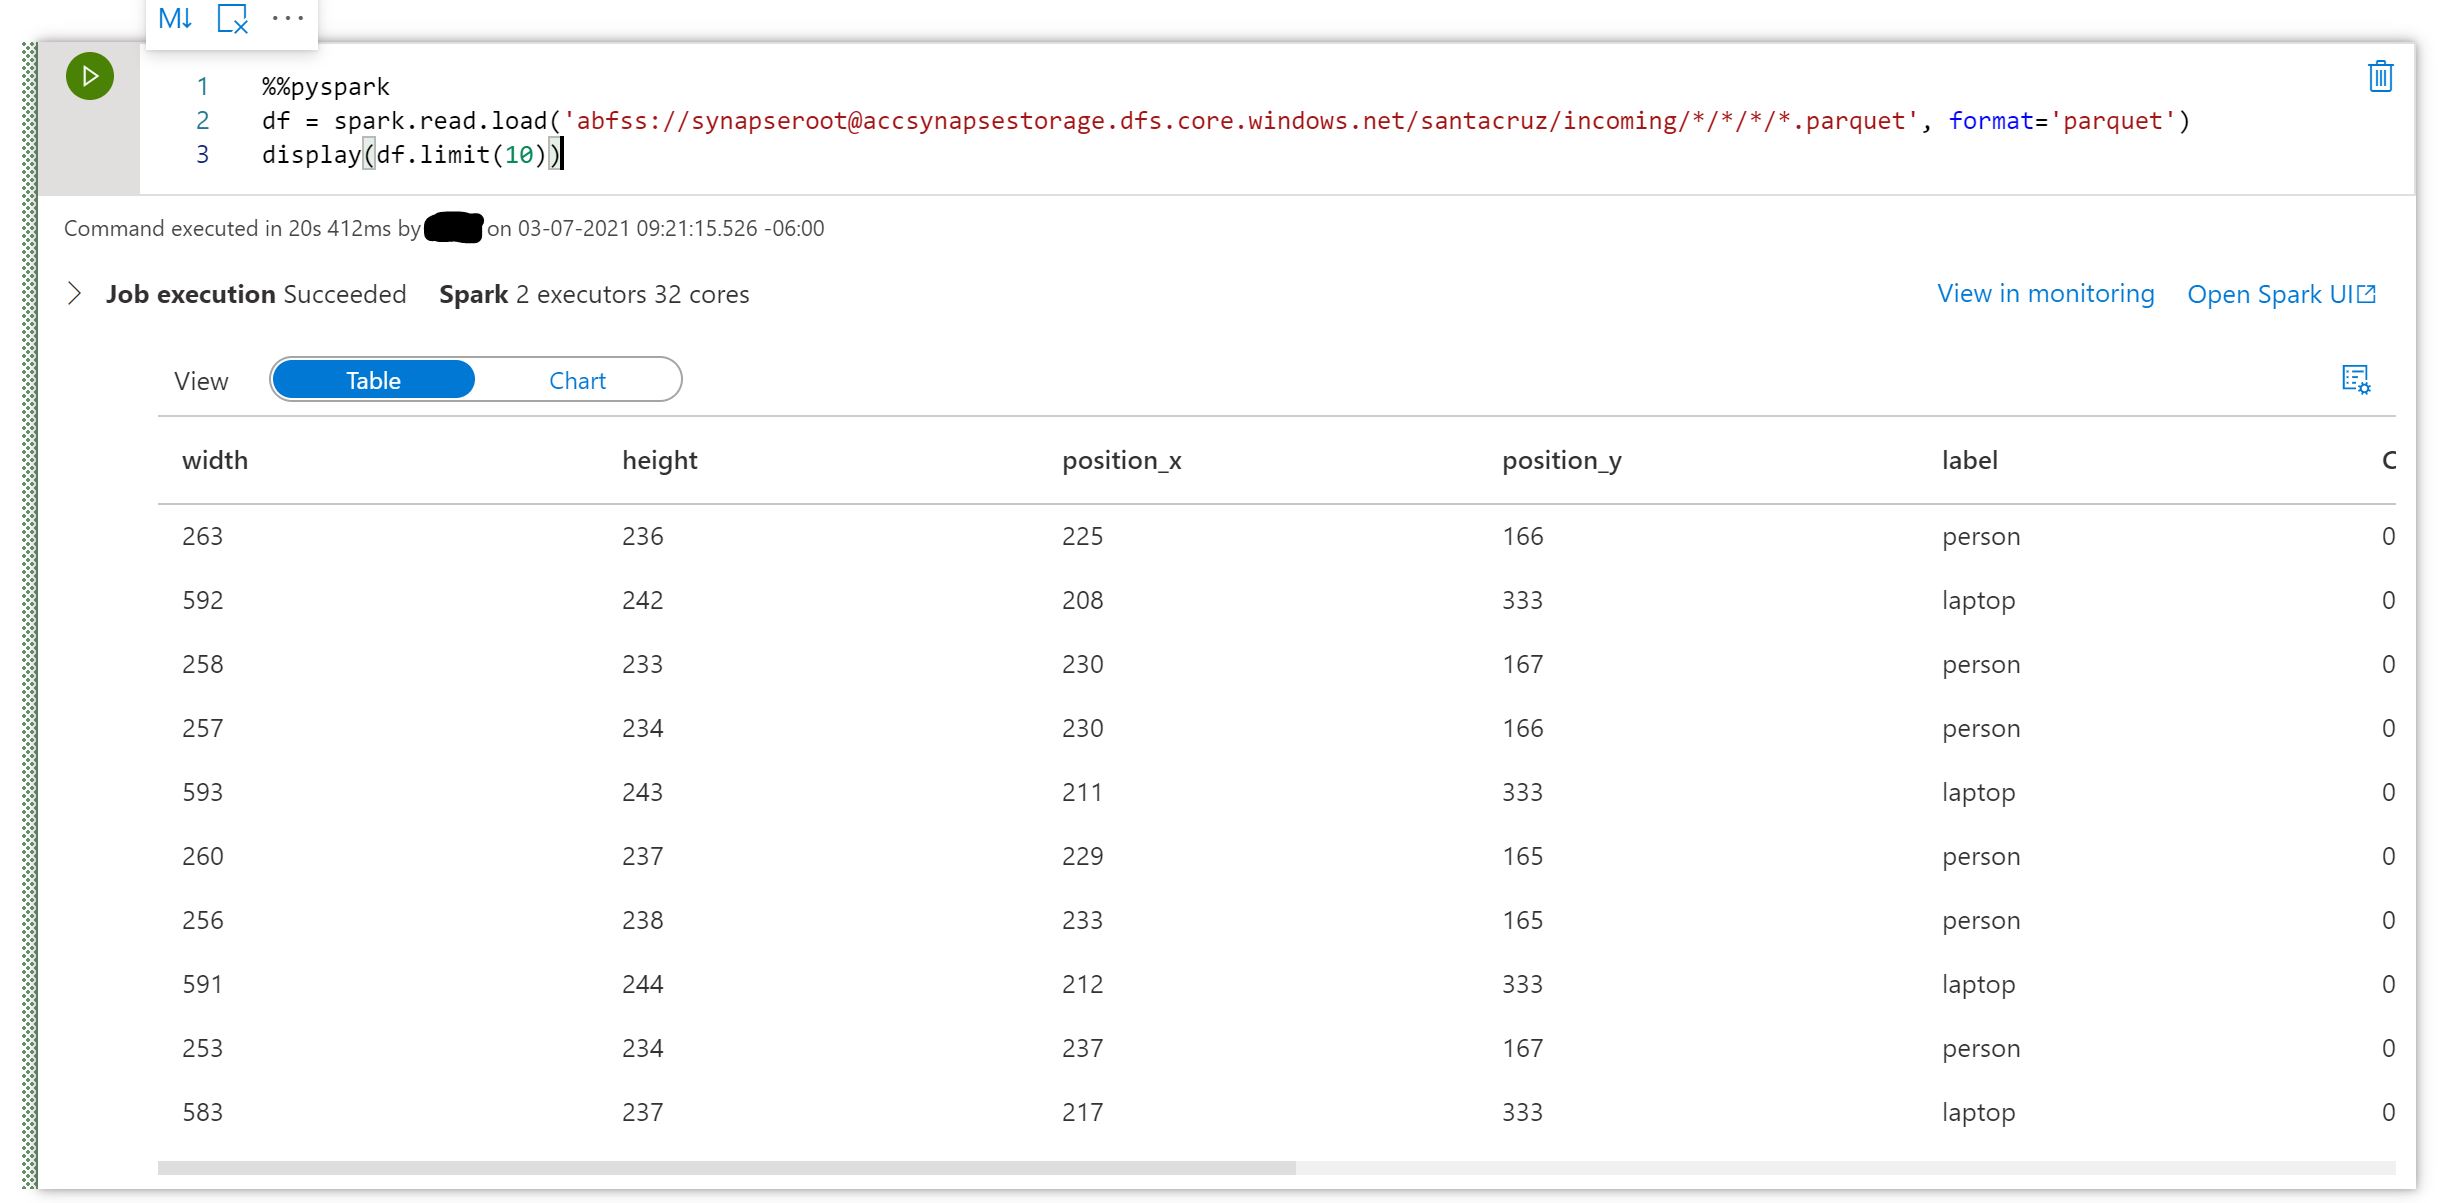 M↓ ...
1 %%pyspark
2 df = spark.read.load('abfss://synapseroot@accsynapsestorage.dfs.core.windows.net/santacruz/incoming/*/*/*/*.parquet', format='parquet')
3 display(df.limit(10))
Command executed in 20s 412ms by on 03-07-2021 09:21:15.526 -06:00
Job execution Succeeded Spark 2 executors 32 cores View in monitoring Open Spark UI
View Table Chart
width height position_x position_y label
263 236 225 166 person 0
592 242 208 333 laptop 0
258 233 230 167 person 0
257 234 230 166 person 0
593 243 211 333 laptop 0
260 237 229 165 person 0
256 238 233 165 person 0
591 244 212 333 laptop 0
253 234 237 167 person 0
583 237 217 333 laptop 0